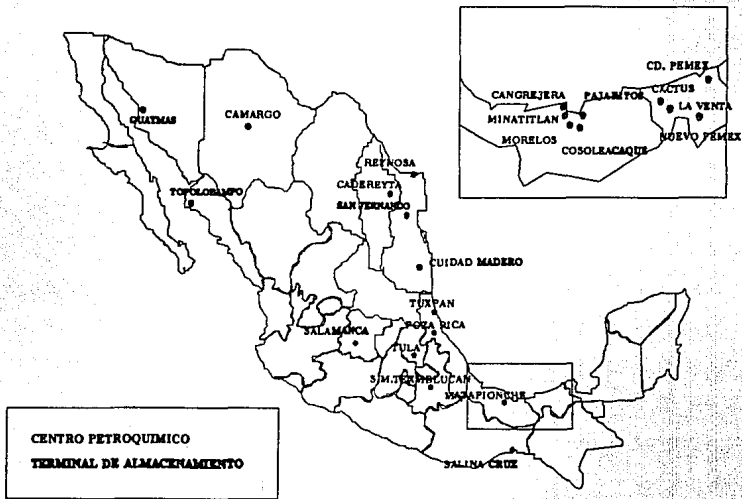 CD. PEMEX
CANGREJERA
PAJARITOS
CACTUS
LA VENTA
MINATITLAN
NUEVO PEMEX
MORELOS
COSOLEACAQUE
GUAYMAS
CAMARGO
REYNOSA
CADEREYTA
TOPOLOBAMPO
SAN FERNANDO
CUIDAD MADERO
TUXPAN
POZA RICA
SALAMANCA
TULA
S.M.TEXMELUCAN
MATAPIONCHE
SALINA CRUZ
CENTRO PETROQUIMICO
TERMINAL DE ALMACENAMIENTO